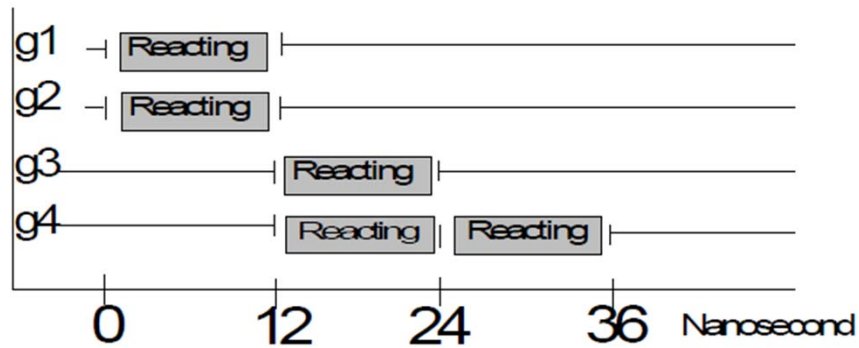 g1 Reacting
g2 Reacting
g3 Reacting
g4 Reacting Reacting
0 12 24 36 Nanosecond